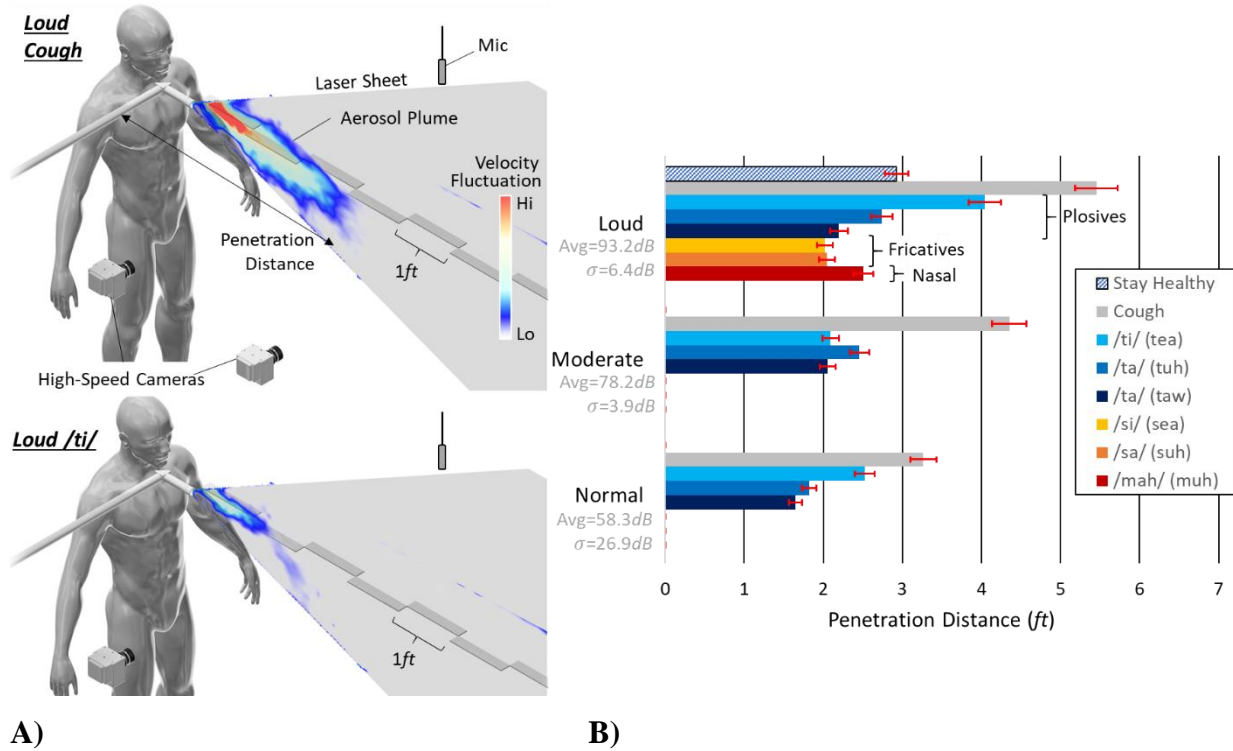 Loud
Cough
Mic
Laser Sheet
Aerosol Plume
Velocity
Fluctuation
Hi
Penetration
Distance
1ft
Lo
High-Speed Cameras
Loud /ti/
1ft
A)
Loud
Avg=93.2dB
σ=6.4dB
Plosives
Fricatives
Nasal
Moderate
Avg=78.2dB
σ=3.9dB
Normal
Avg=58.3dB
σ=26.9dB
Stay Healthy
Cough
/ti/ (tea)
/ta/ (tuh)
/ta/ (taw)
/si/ (sea)
/sa/ (suh)
/mah/ (muh)
0 1 2 3 4 5 6 7
Penetration Distance (ft)
B)